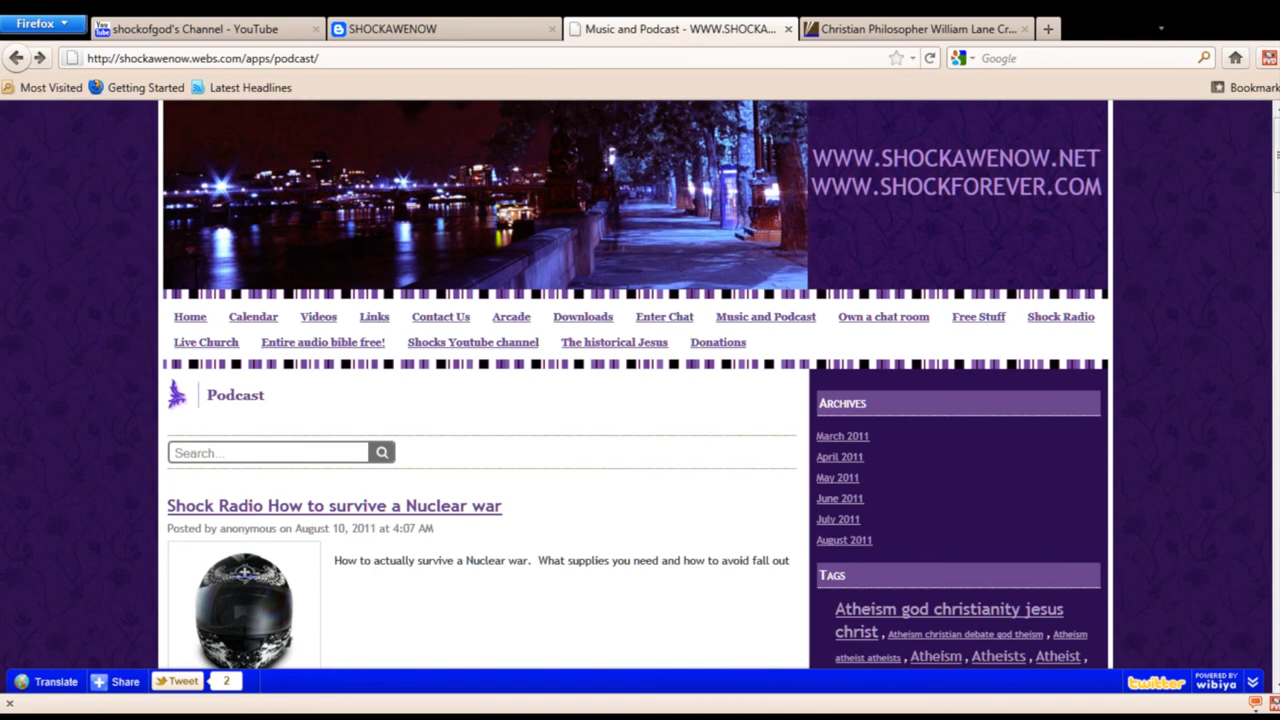 Firefox
You Tube
shockofgod's Channel - YouTube
SHOCKAWENOW
Music and Podcast - WWW.SHOCKA...
Christian Philosopher William Lane Cr...
http://shockawenow.webs.com/apps/podcast/
Google
Most Visited
Getting Started
Latest Headlines
Bookmark
WWW.SHOCKAWENOW.NET
WWW.SHOCKFOREVER.COM
Home Calendar Videos Links Contact Us Arcade Downloads Enter Chat Music and Podcast Own a chat room Free Stuff Shock Radio
Live Church Entire audio bible free! Shocks Youtube channel The historical Jesus Donations
Podcast
Search...
Shock Radio How to survive a Nuclear war
Posted by anonymous on August 10, 2011 at 4:07 AM
How to actually survive a Nuclear war. What supplies you need and how to avoid fall out
ARCHIVES
March 2011
April 2011
May 2011
June 2011
July 2011
August 2011
TAGS
Atheism god christianity jesus
christ , Atheism christian debate god theism , Atheism
atheist atheists , Atheism , Atheists , Atheist ,
Translate
Share
Tweet
2
twitter
POWERED BY
wibiya